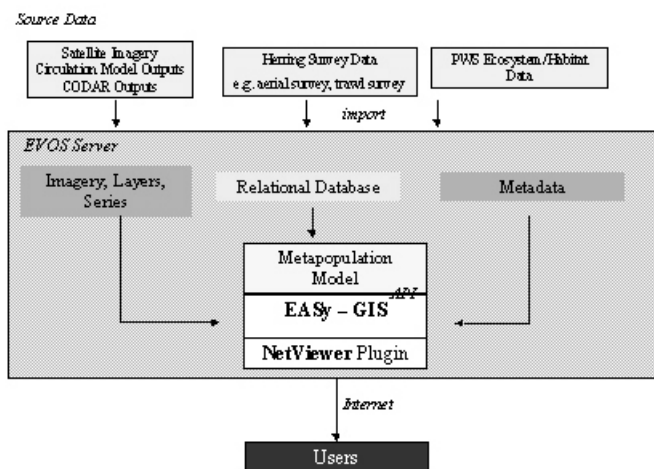 Source Data
Satellite Imagery
Circulation Model Outputs
CODAR Outputs
Herring Survey Data
e.g. aerial survey, trawl survey
PWS Ecosystem/Habitat
Data
import
EVOS Server
Imagery, Layers,
Series
Relational Database
Metadata
Metapopulation
Model
API
EASy – GIS
NetViewer Plugin
Internet
Users